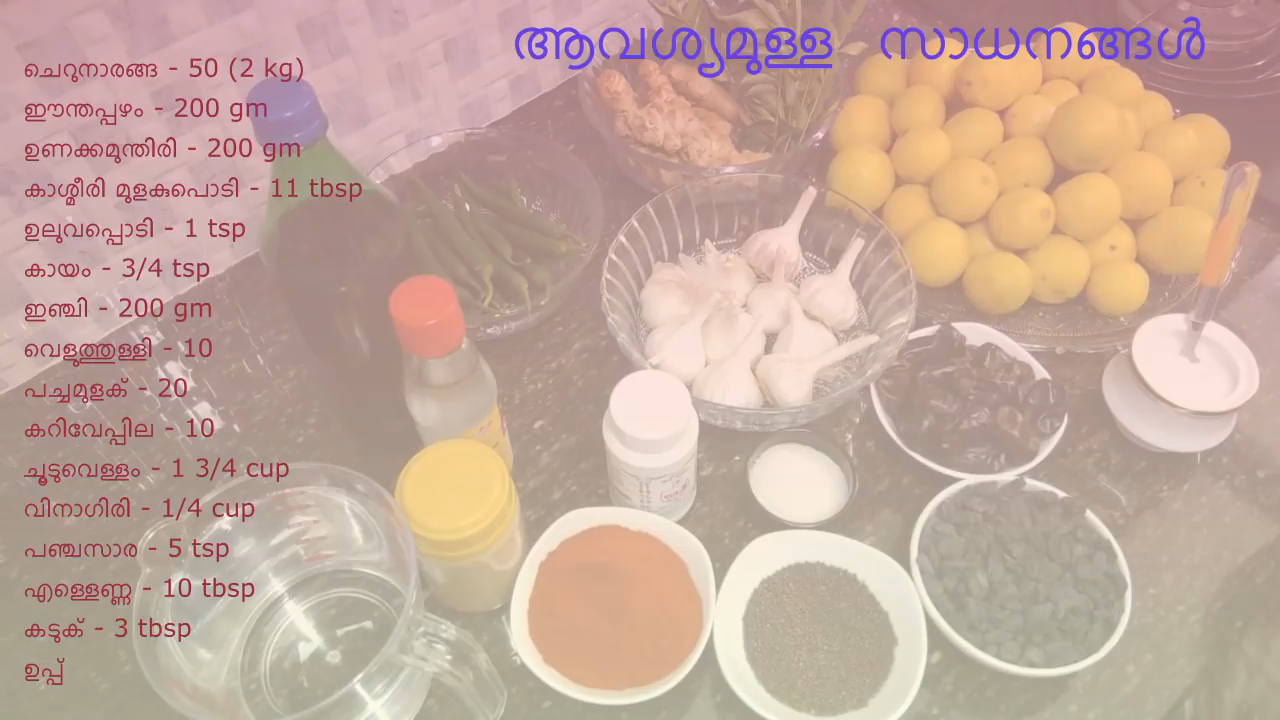 ആവശ്യമുള്ള സാധനങ്ങൾ
ചെറുനാരങ്ങ - 50 (2 kg)
ഈന്തപ്പഴം - 200 gm
ഉണക്കമുന്തിരി - 200 gm
കാശ്മീരി മുളകുപൊടി - 11 tbsp
ഉലുവപ്പൊടി - 1 tsp
കായം - 3/4 tsp
ഇഞ്ചി - 200 gm
വെളുത്തുള്ളി - 10
പച്ചമുളക് - 20
കറിവേപ്പില - 10
ചൂടുവെള്ളം - 1 3/4 cup
വിനാഗിരി - 1/4 cup
പഞ്ചസാര - 5 tsp
എള്ളെണ്ണ - 10 tbsp
കടുക് - 3 tbsp
ഉപ്പ്